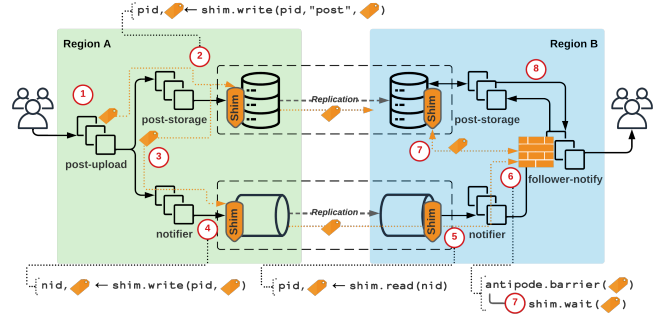 pid, ← shim.write(pid,"post", )
Region A
Region B
2
8
1
Shim
Replication
Shim
post-storage
post-storage
3
7
post-upload
6
follower-notify
Shim
Replication
Shim
4
5
notifier
notifier
nid, ← shim.write(pid, )
pid, ← shim.read(nid)
antipode.barrier( )
7 shim.wait( )